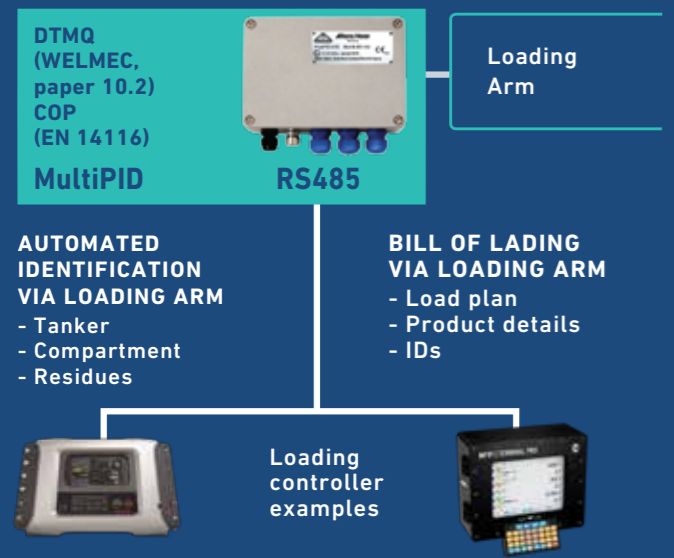 DTMQ
(WELMEC,
paper 10.2)
COP
(EN 14116)
MultiPID
RS485
Loading
Arm
AUTOMATED
IDENTIFICATION
VIA LOADING ARM
- Tanker
- Compartment
- Residues
BILL OF LADING
VIA LOADING ARM
- Load plan
- Product details
- IDs
Loading
controller
examples